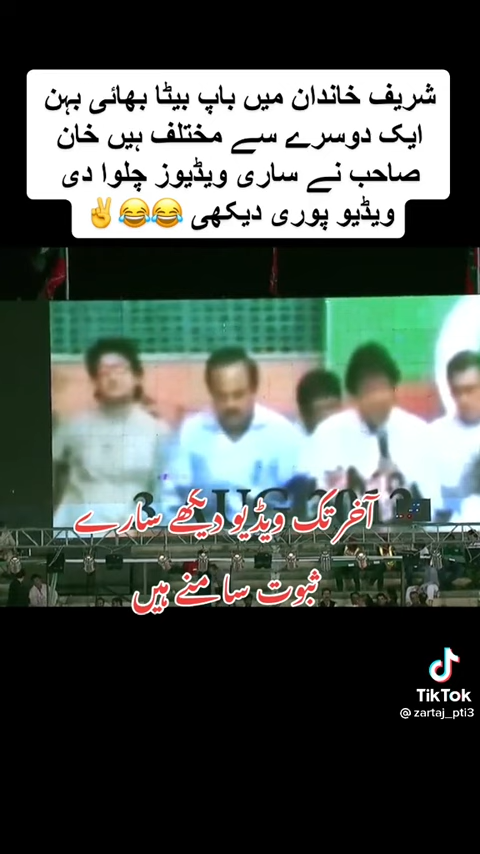 شریف خاندان میں باپ بیٹا بھائی بہن
ایک دوسرے سے مختلف ہیں خان
صاحب نے ساری ویڈیوز چلوا دی
ویڈیو پوری دیکھی 😂😂✌️
آخر تک ویڈیو دیکھے سارے
ثبوت سامنے ہیں
TikTok
@zartaj_pti3